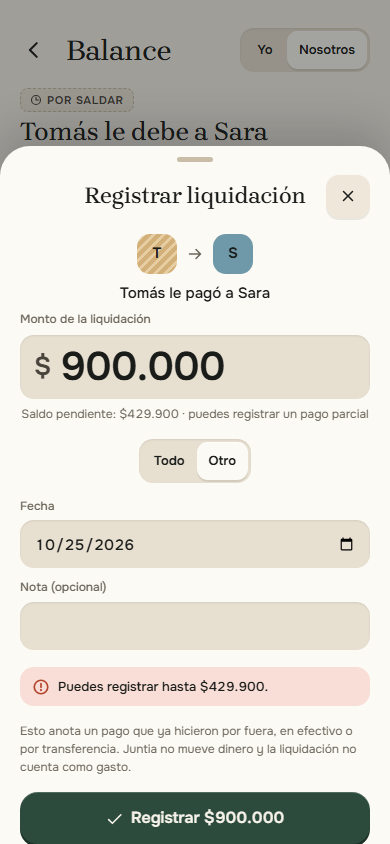 Balance
Yo
Nosotros
POR SALDAR
Tomás le debe a Sara
Registrar liquidación
T
S
Tomás le pagó a Sara
Monto de la liquidación
$ 900.000
Saldo pendiente: $429.900 · puedes registrar un pago parcial
Todo
Otro
Fecha
10/25/2026
Nota (opcional)
Puedes registrar hasta $429.900.
Esto anota un pago que ya hicieron por fuera, en efectivo o
por transferencia. Juntia no mueve dinero y la liquidación no
cuenta como gasto.
Registrar $900.000